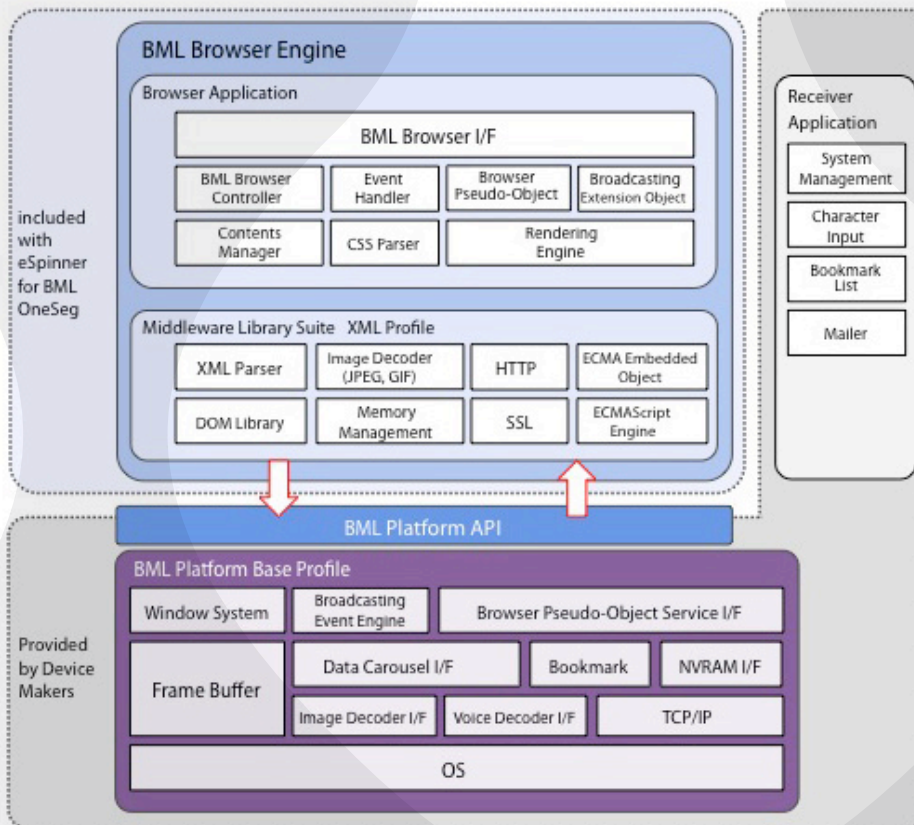 BML Browser Engine
Browser Application
BML Browser I/F
BML Browser
Controller
Event
Handler
Browser
Pseudo-Object
Broadcasting
Extension Object
Contents
Manager
CSS Parser
Rendering
Engine
included
with
eSpinner
for BML
OneSeg
Middleware Library Suite XML Profile
XML Parser
Image Decoder
(JPEG, GIF)
HTTP
ECMA Embedded
Object
DOM Library
Memory
Management
SSL
ECMAScript
Engine
Receiver
Application
System
Management
Character
Input
Bookmark
List
Mailer
BML Platform API
BML Platform Base Profile
Window System
Broadcasting
Event Engine
Browser Pseudo-Object Service I/F
Provided
by Device
Makers
Frame Buffer
Data Carousel I/F
Bookmark
NVRAM I/F
Image Decoder I/F
Voice Decoder I/F
TCP/IP
OS